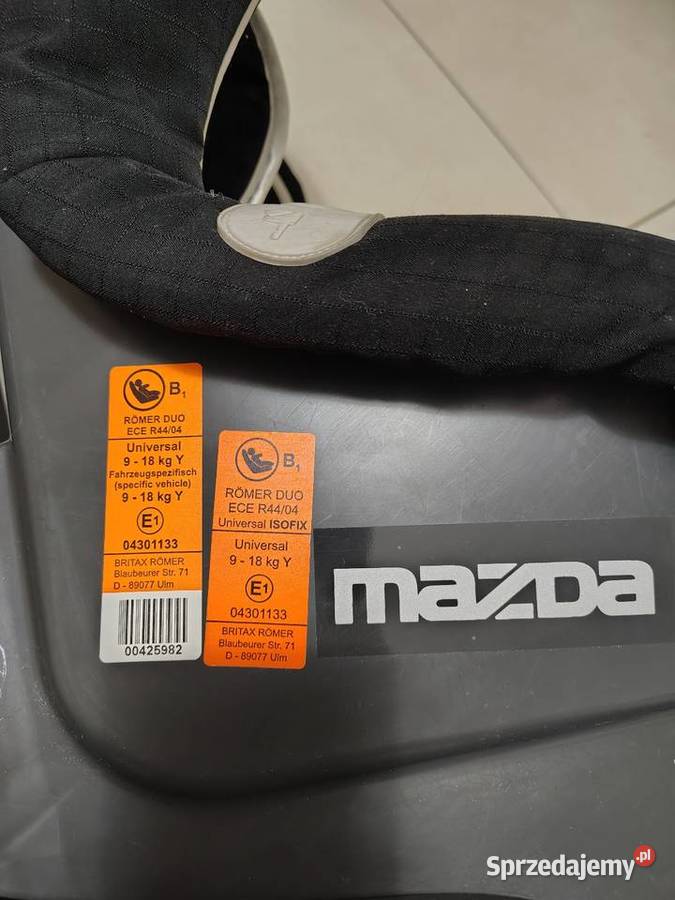 B1
RÖMER DUO
ECE R44/04
Universal
9 - 18 kg Y
Fahrzeugspezifisch
(specific vehicle)
9 - 18 kg Y
E1
04301133
BRITAX RÖMER
Blaubeurer Str. 71
D - 89077 Ulm
00425982
B1
RÖMER DUO
ECE R44/04
Universal ISOFIX
Universal
9 - 18 kg Y
E1
04301133
BRITAX RÖMER
Blaubeurer Str. 71
D - 89077 Ulm
mazDa
Sprzedajemy.pl